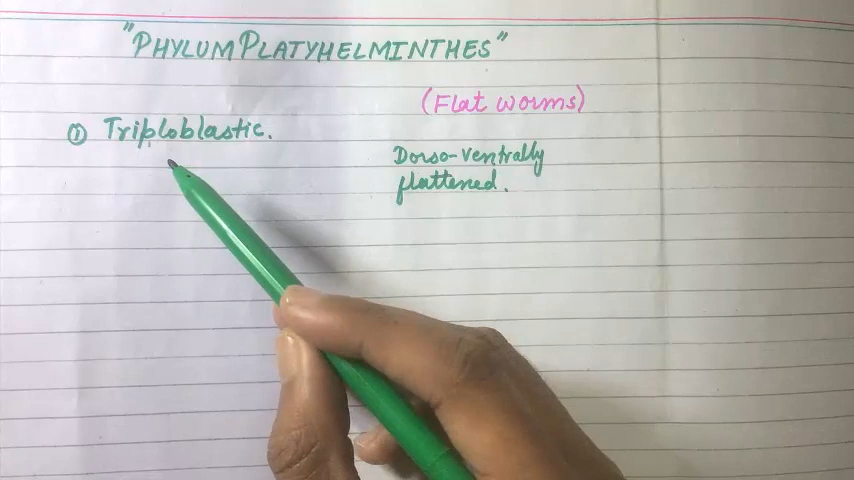 "PHYLUM PLATYHELMINTHES"
(Flat worms)
① Triploblastic.
Dorso-ventrally
flattened.